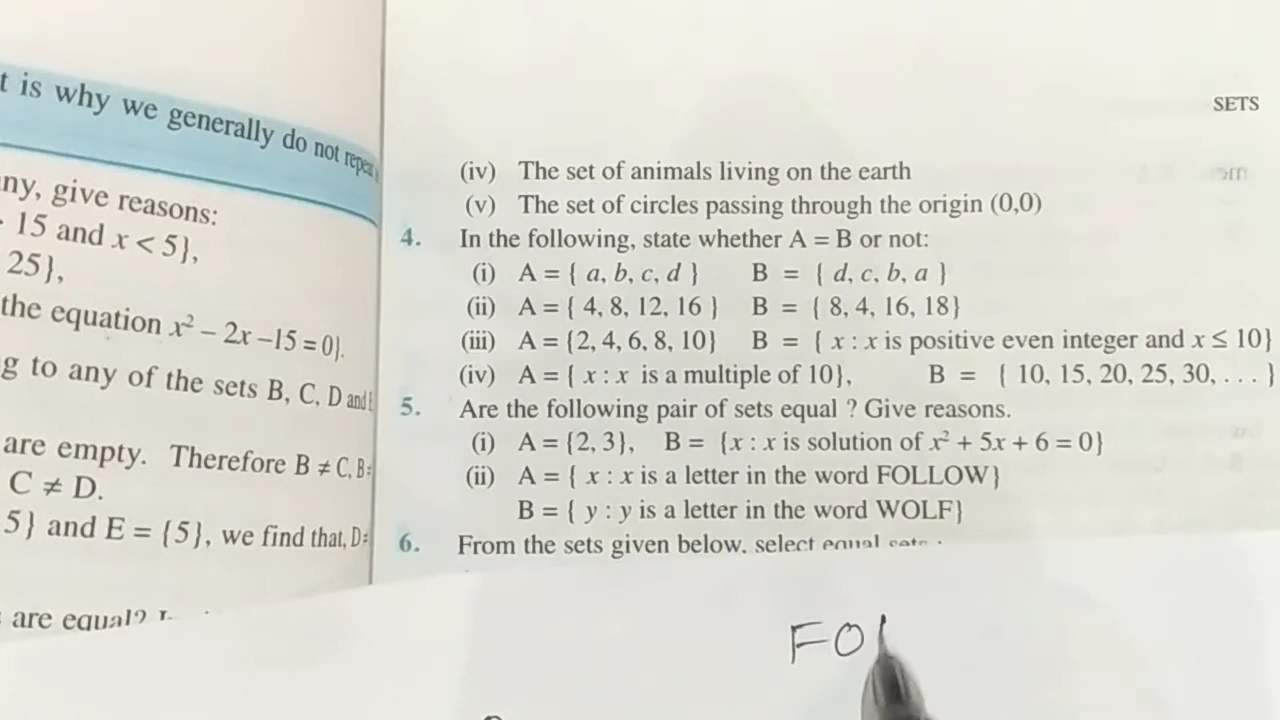 t is why we generally do not repea
ny, give reasons:
15 and x < 5},
25},
the equation x² – 2x –15 = 0}.
g to any of the sets B, C, D and E
are empty. Therefore B ≠ C, B ≠
C ≠ D.
5} and E = {5}, we find that, D ≠
are equal?
SETS
(iv) The set of animals living on the earth
(v) The set of circles passing through the origin (0,0)
4. In the following, state whether A = B or not:
(i) A = { a, b, c, d } B = { d, c, b, a }
(ii) A = { 4, 8, 12, 16 } B = { 8, 4, 16, 18}
(iii) A = {2, 4, 6, 8, 10} B = { x : x is positive even integer and x ≤ 10}
(iv) A = { x : x is a multiple of 10}, B = { 10, 15, 20, 25, 30, . . . }
5. Are the following pair of sets equal ? Give reasons.
(i) A = {2, 3}, B = {x : x is solution of x² + 5x + 6 = 0}
(ii) A = { x : x is a letter in the word FOLLOW}
B = { y : y is a letter in the word WOLF}
6. From the sets given below, select equal sets :
FOL